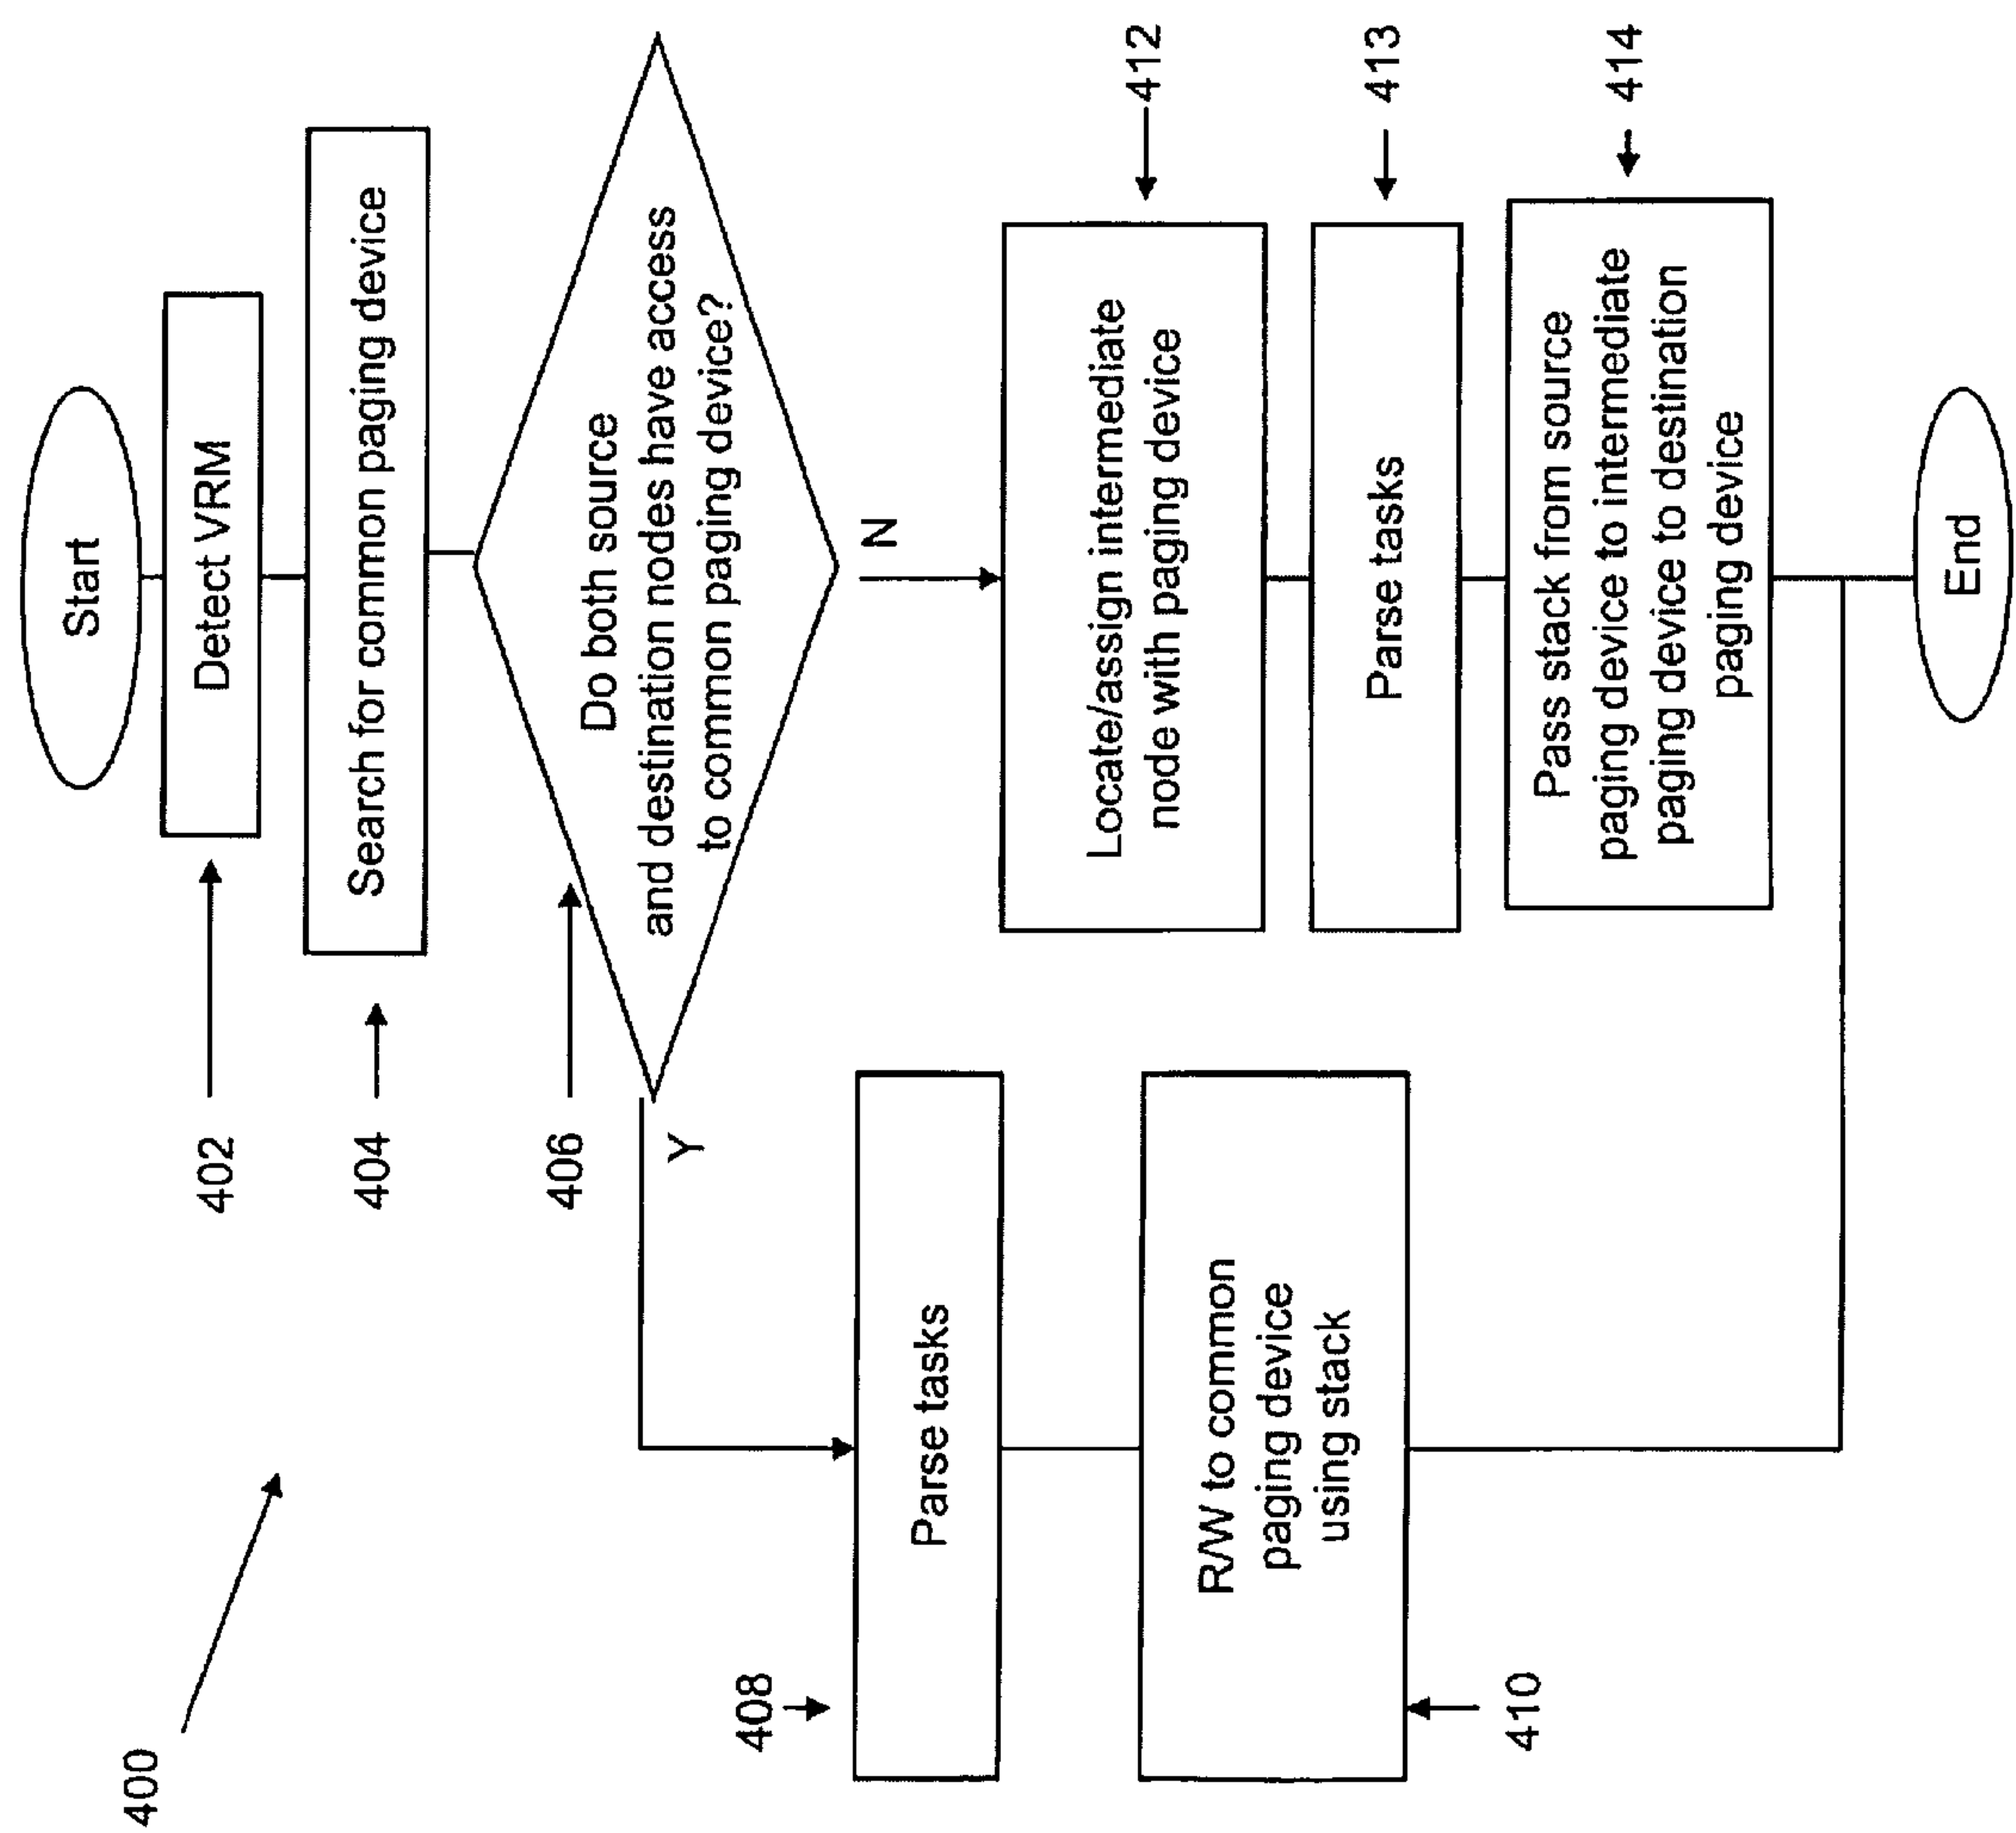 400
Start
402
Detect VRM
404
Search for common paging device
406
Do both source
and destination nodes have access
to common paging device?
Y
N
408
Parse tasks
410
R/W to common
paging device
using stack
Locate/assign intermediate
node with paging device
412
Parse tasks
413
Pass stack from source
paging device to intermediate
paging device to destination
paging device
414
End